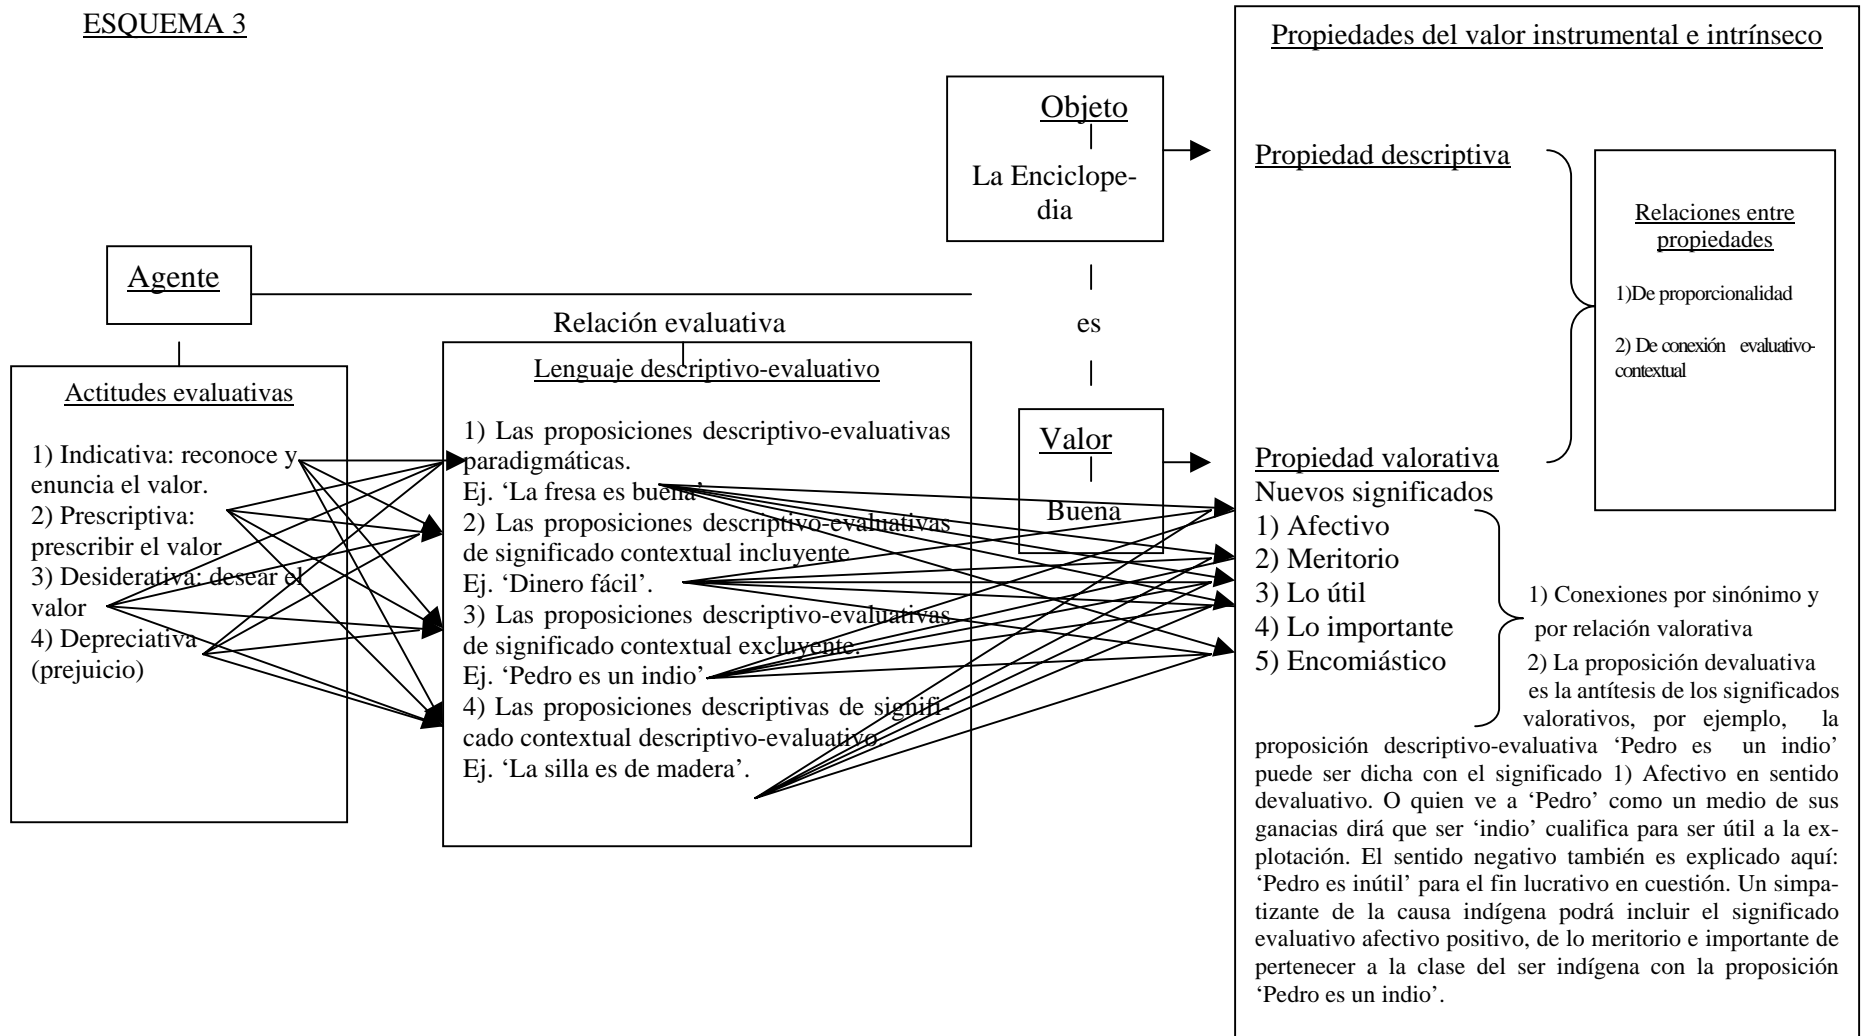 ESQUEMA 3
Agente
Actitudes evaluativas
1) Indicativa: reconoce y
enuncia el valor.
2) Prescriptiva:
prescribir el valor
3) Desiderativa: desear el
valor
4) Depreciativa
(prejuicio)
Relación evaluativa
Lenguaje descriptivo-evaluativo
1) Las proposiciones descriptivo-evaluativas
paradigmáticas.
Ej. ‘La fresa es buena’
2) Las proposiciones descriptivo-evaluativas
de significado contextual incluyente
Ej. ‘Dinero fácil’.
3) Las proposiciones descriptivo-evaluativas
de significado contextual excluyente.
Ej. ‘Pedro es un indio’
4) Las proposiciones descriptivas de signifi-
cado contextual descriptivo-evaluativo.
Ej. ‘La silla es de madera’.
Objeto
La Enciclope-
dia
es
Valor
Buena
Propiedades del valor instrumental e intrínseco
Propiedad descriptiva
Relaciones entre
propiedades
1)De proporcionalidad
2) De conexión evaluativo-
contextual
Propiedad valorativa
Nuevos significados
1) Afectivo
2) Meritorio
3) Lo útil
4) Lo importante
5) Encomiástico
1) Conexiones por sinónimo y
por relación valorativa
2) La proposición devaluativa
es la antítesis de los significados
valorativos, por ejemplo, la
proposición descriptivo-evaluativa ‘Pedro es un indio’
puede ser dicha con el significado 1) Afectivo en sentido
devaluativo. O quien ve a ‘Pedro’ como un medio de sus
ganacias dirá que ser ‘indio’ cualifica para ser útil a la ex-
plotación. El sentido negativo también es explicado aquí:
‘Pedro es inútil’ para el fin lucrativo en cuestión. Un simpa-
tizante de la causa indígena podrá incluir el significado
evaluativo afectivo positivo, de lo meritorio e importante de
pertenecer a la clase del ser indígena con la proposición
‘Pedro es un indio’.